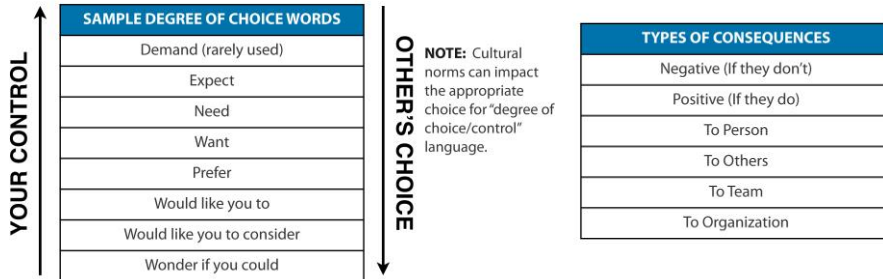 YOUR CONTROL
SAMPLE DEGREE OF CHOICE WORDS
Demand (rarely used)
Expect
Need
Want
Prefer
Would like you to
Would like you to consider
Wonder if you could
OTHER'S CHOICE
NOTE: Cultural
norms can impact
the appropriate
choice for "degree of
choice/control"
language.
TYPES OF CONSEQUENCES
Negative (If they don't)
Positive (If they do)
To Person
To Others
To Team
To Organization